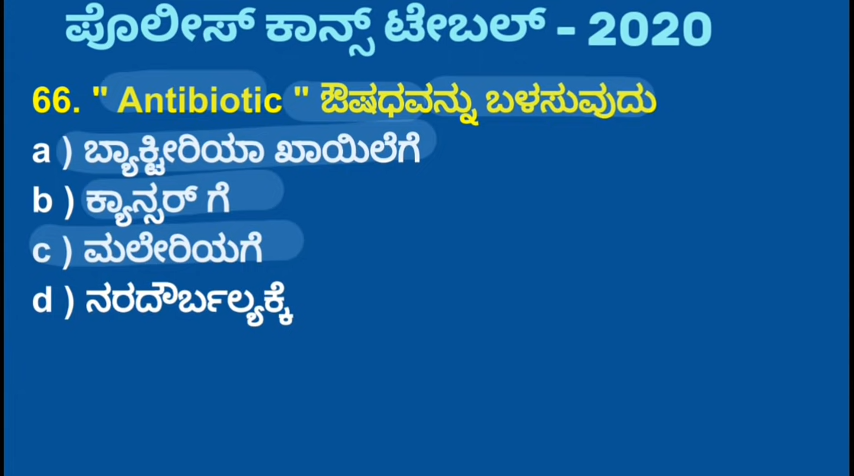 ಪೊಲೀಸ್ ಕಾನ್ಸ್ ಟೇಬಲ್ - 2020
66. " Antibiotic " ಔಷಧವನ್ನು ಬಳಸುವುದು
a ) ಬ್ಯಾಕ್ಟೀರಿಯಾ ಖಾಯಿಲೆಗೆ
b ) ಕ್ಯಾನ್ಸರ್ ಗೆ
c ) ಮಲೇರಿಯಗೆ
d ) ನರದೌರ್ಬಲ್ಯಕ್ಕೆ